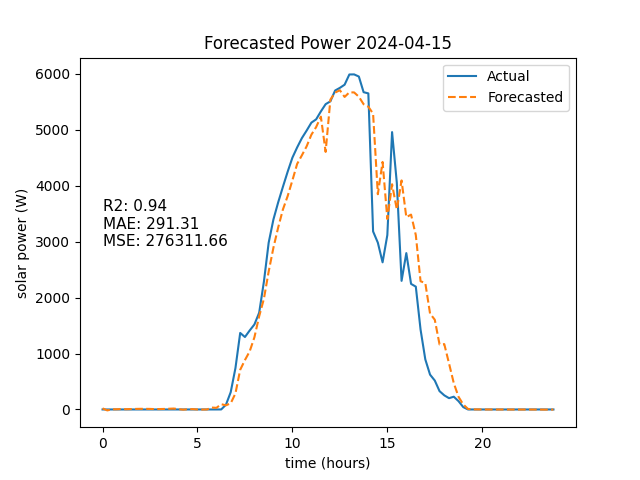 Forecasted Power 2024-04-15
Actual
Forecasted
6000
5000
4000
3000
2000
1000
0
solar power (W)
R2: 0.94
MAE: 291.31
MSE: 276311.66
0 5 10 15 20
time (hours)